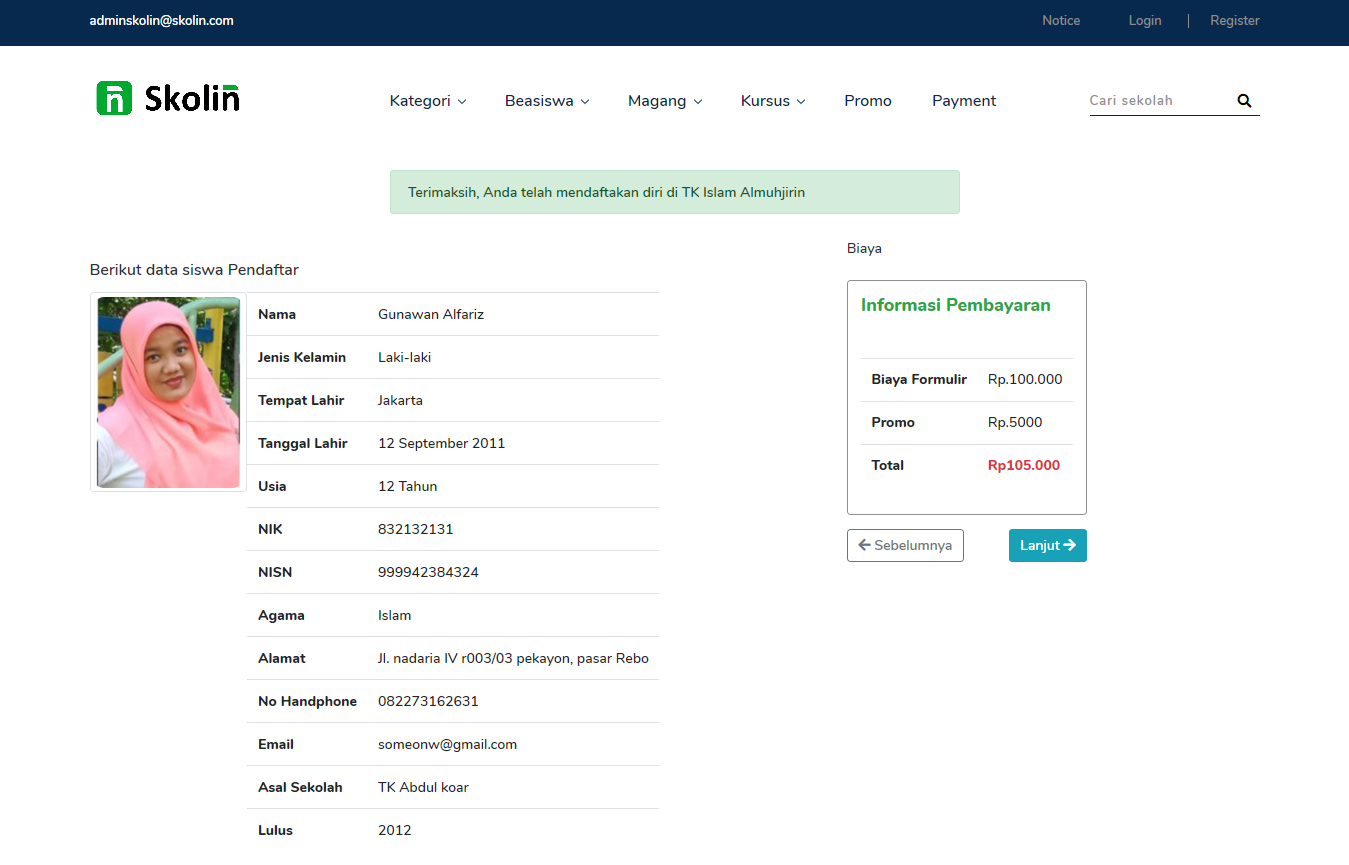 adminskolin@skolin.com Notice Login | Register
Skolin Kategori Beasiswa Magang Kursus Promo Payment Cari sekolah
Terimaksih, Anda telah mendaftakan diri di TK Islam Almuhjirin
Biaya
Berikut data siswa Pendaftar
Nama Gunawan Alfariz
Jenis Kelamin Laki-laki
Tempat Lahir Jakarta
Tanggal Lahir 12 September 2011
Usia 12 Tahun
NIK 832132131
NISN 999942384324
Agama Islam
Alamat Jl. nadaria IV r003/03 pekayon, pasar Rebo
No Handphone 082273162631
Email someonw@gmail.com
Asal Sekolah TK Abdul koar
Lulus 2012
Informasi Pembayaran
Biaya Formulir Rp.100.000
Promo Rp.5000
Total Rp105.000
Sebelumnya Lanjut